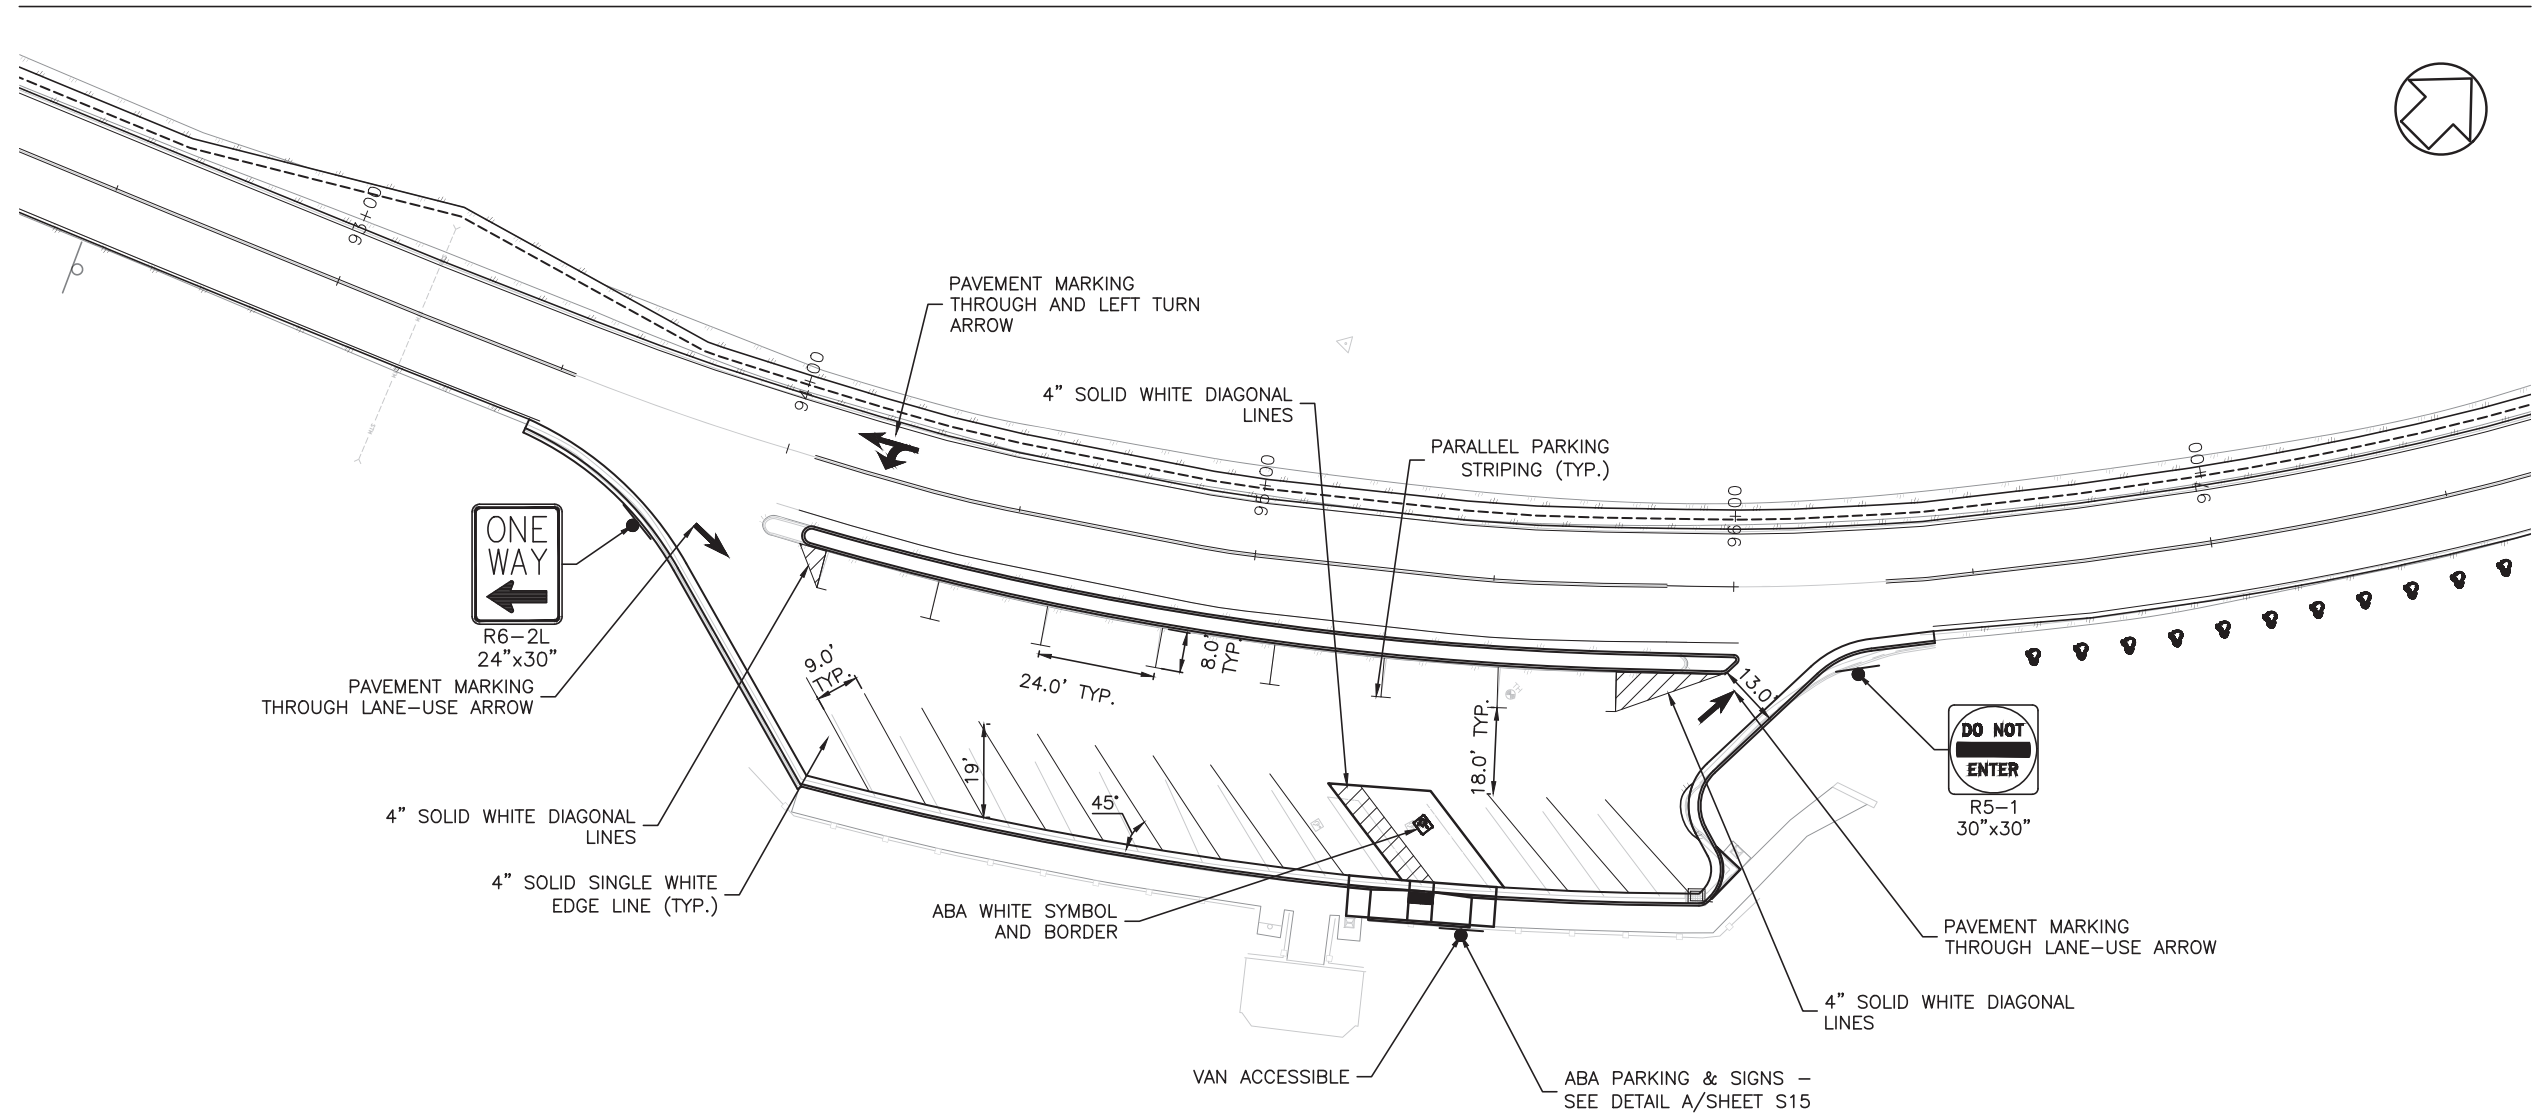 93+00
PAVEMENT MARKING
THROUGH AND LEFT TURN
ARROW
94+00
4" SOLID WHITE DIAGONAL
LINES
PARALLEL PARKING
STRIPING (TYP.)
95+00
96+00
97+00
ONE
WAY
R6-2L
24"x30"
PAVEMENT MARKING
THROUGH LANE-USE ARROW
9.0'
TYP.
24.0' TYP.
8.0'
TYP.
13.0'
18.0' TYP.
19'
45°
DO NOT
ENTER
R5-1
30"x30"
4" SOLID WHITE DIAGONAL
LINES
4" SOLID SINGLE WHITE
EDGE LINE (TYP.)
ABA WHITE SYMBOL
AND BORDER
PAVEMENT MARKING
THROUGH LANE-USE ARROW
4" SOLID WHITE DIAGONAL
LINES
VAN ACCESSIBLE
ABA PARKING & SIGNS -
SEE DETAIL A/SHEET S15